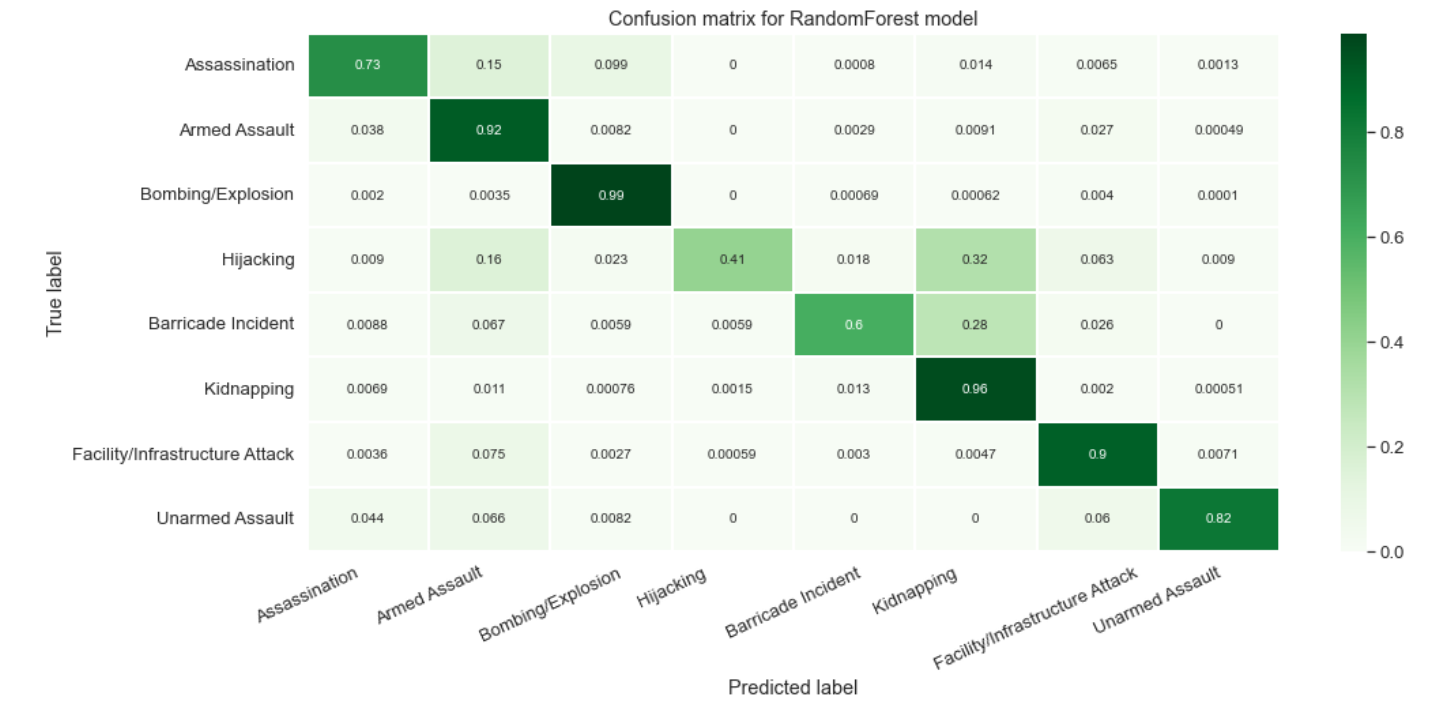 Confusion matrix for RandomForest model
Assassination 0.73 0.15 0.099 0 0.0008 0.014 0.0065 0.0013
Armed Assault 0.038 0.92 0.0082 0 0.0029 0.0091 0.027 0.00049
Bombing/Explosion 0.002 0.0035 0.99 0 0.00069 0.00062 0.004 0.0001
Hijacking 0.009 0.16 0.023 0.41 0.018 0.32 0.063 0.009
Barricade Incident 0.0088 0.067 0.0059 0.0059 0.6 0.28 0.026 0
Kidnapping 0.0069 0.011 0.00076 0.0015 0.013 0.96 0.002 0.00051
Facility/Infrastructure Attack 0.0036 0.075 0.0027 0.00059 0.003 0.0047 0.9 0.0071
Unarmed Assault 0.044 0.066 0.0082 0 0 0 0.06 0.82
True label
Assassination Armed Assault Bombing/Explosion Hijacking Barricade Incident Kidnapping Facility/Infrastructure Attack Unarmed Assault
Predicted label
0.8
0.6
0.4
0.2
0.0